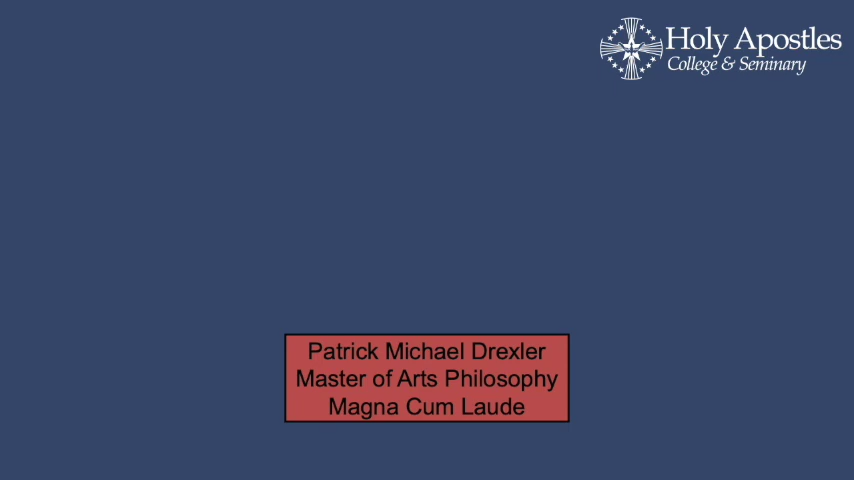 Holy Apostles
College & Seminary
Patrick Michael Drexler
Master of Arts Philosophy
Magna Cum Laude